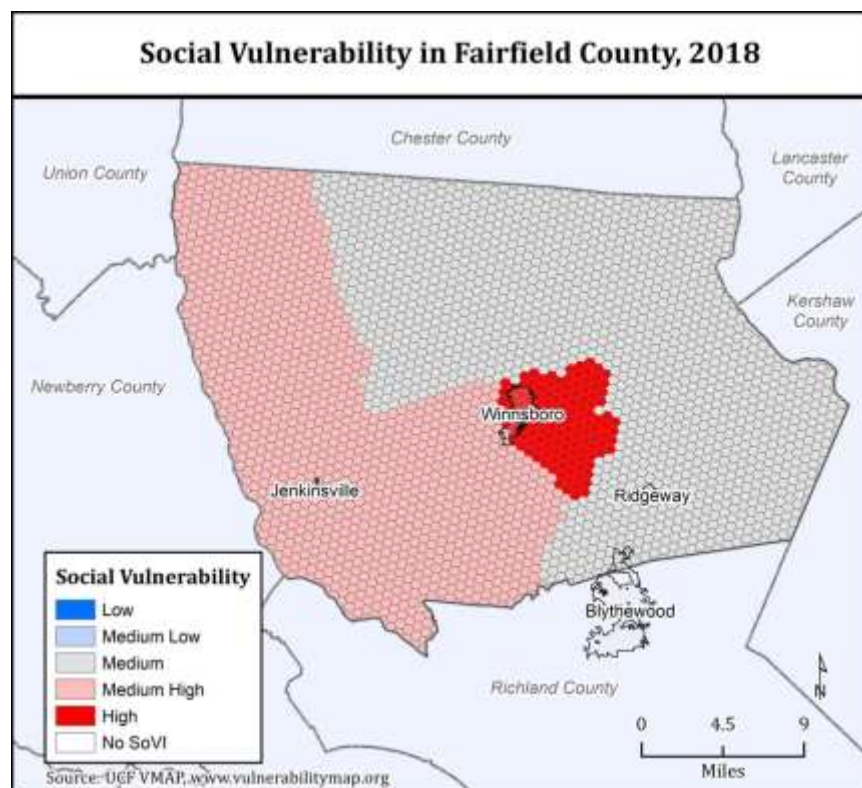 Social Vulnerability in Fairfield County, 2018
Chester County
Union County
Lancaster
County
Kershaw
County
Newberry County
Winnsboro
Jenkinsville
Ridgeway
Blythewood
Richland County
Social Vulnerability
Low
Medium Low
Medium
Medium High
High
No SoVI
N
0 4.5 9
Miles
Source: UCF VMAP, www.vulnerabilitymap.org